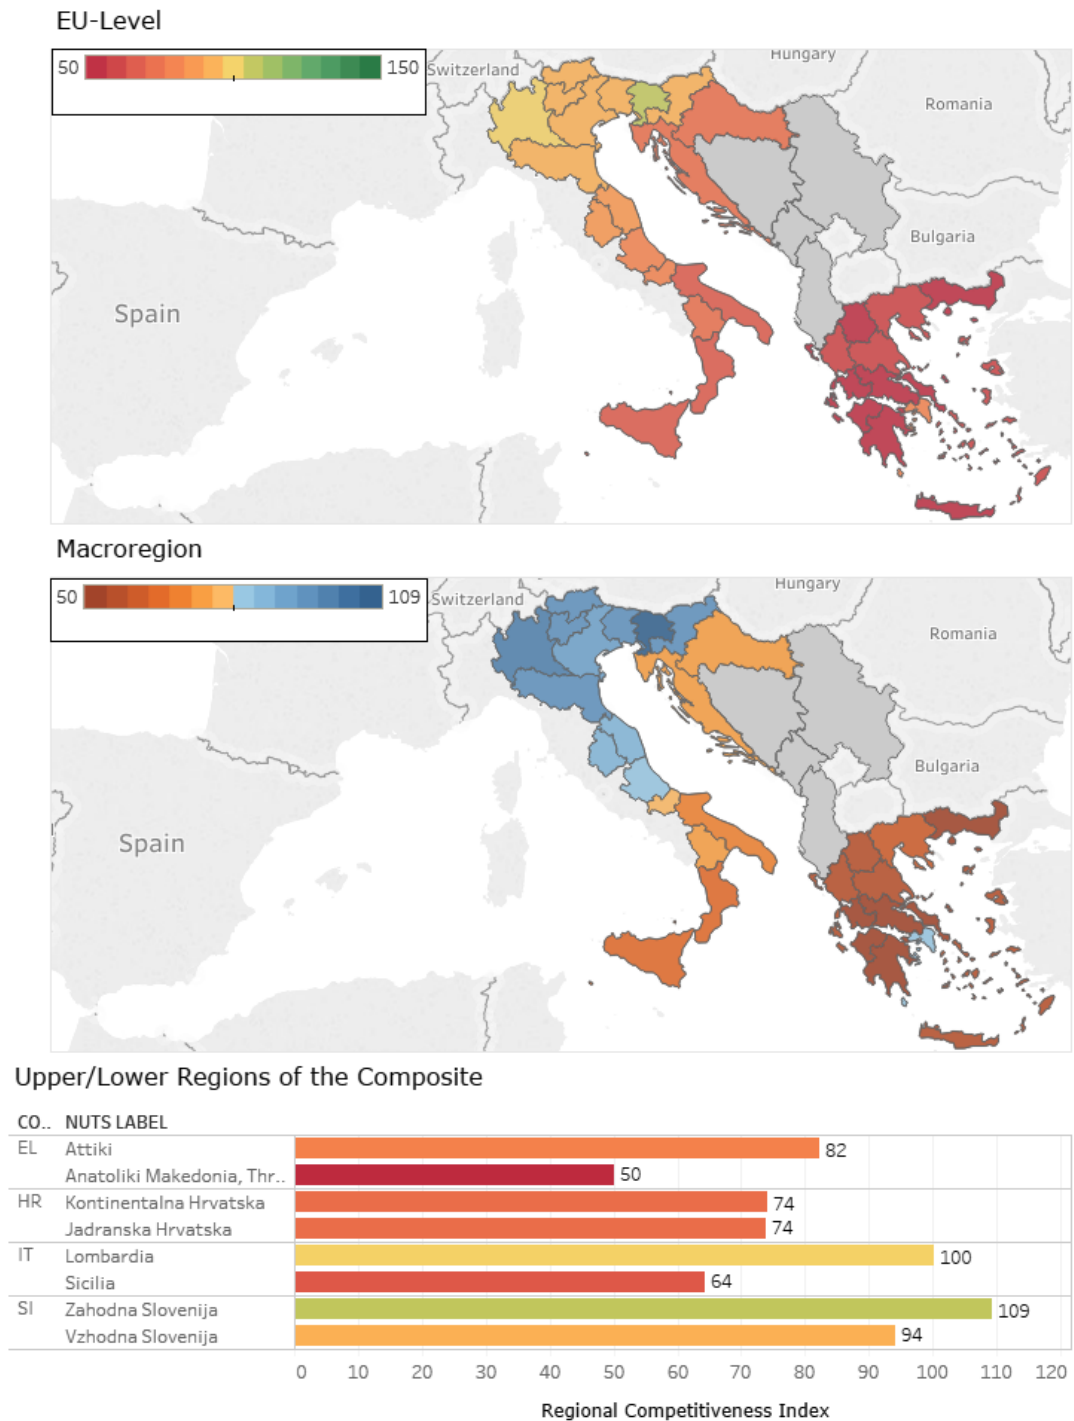 EU-Level
50 150
Switzerland
Hungary
Romania
Bulgaria
Spain
Macroregion
50 109
Switzerland
Hungary
Romania
Bulgaria
Spain
Upper/Lower Regions of the Composite
CO.. NUTS LABEL
EL Attiki 82
Anatoliki Makedonia, Thr.. 50
HR Kontinentalna Hrvatska 74
Jadranska Hrvatska 74
IT Lombardia 100
Sicilia 64
SI Zahodna Slovenija 109
Vzhodna Slovenija 94
0 10 20 30 40 50 60 70 80 90 100 110 120
Regional Competitiveness Index